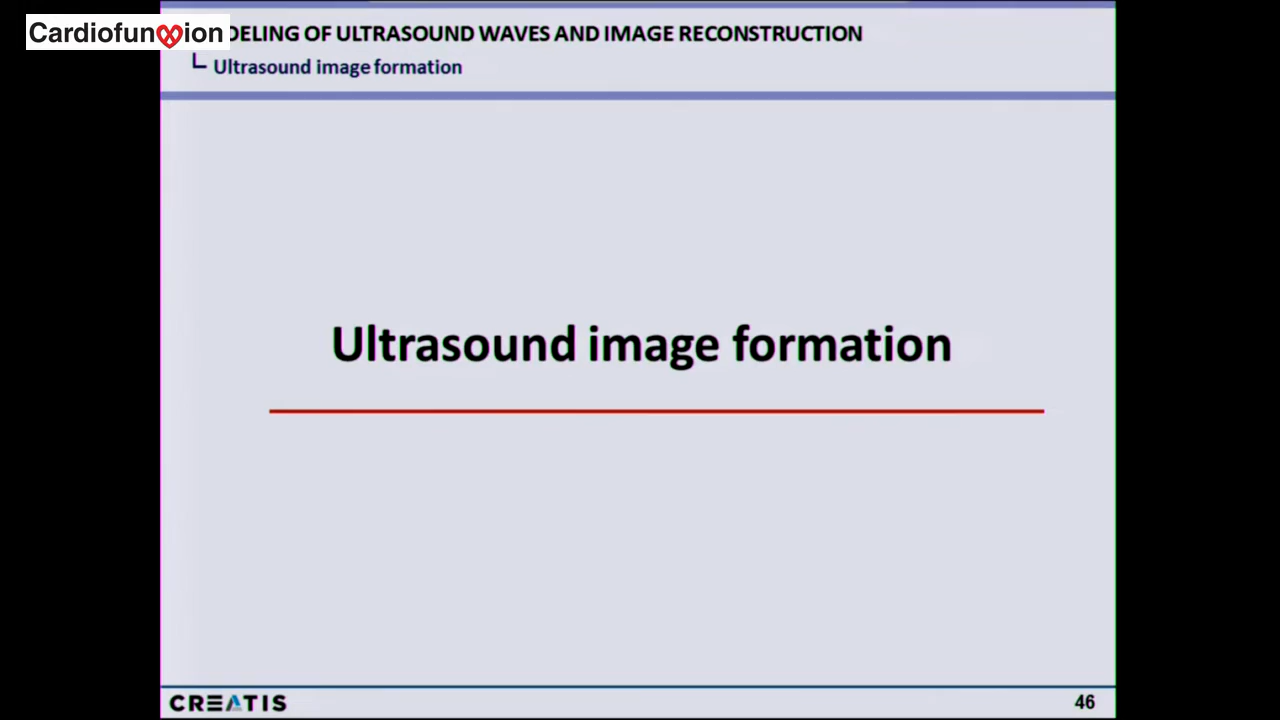 Cardiofunxion
DELING OF ULTRASOUND WAVES AND IMAGE RECONSTRUCTION
Ultrasound image formation
Ultrasound image formation
CREATIS
46